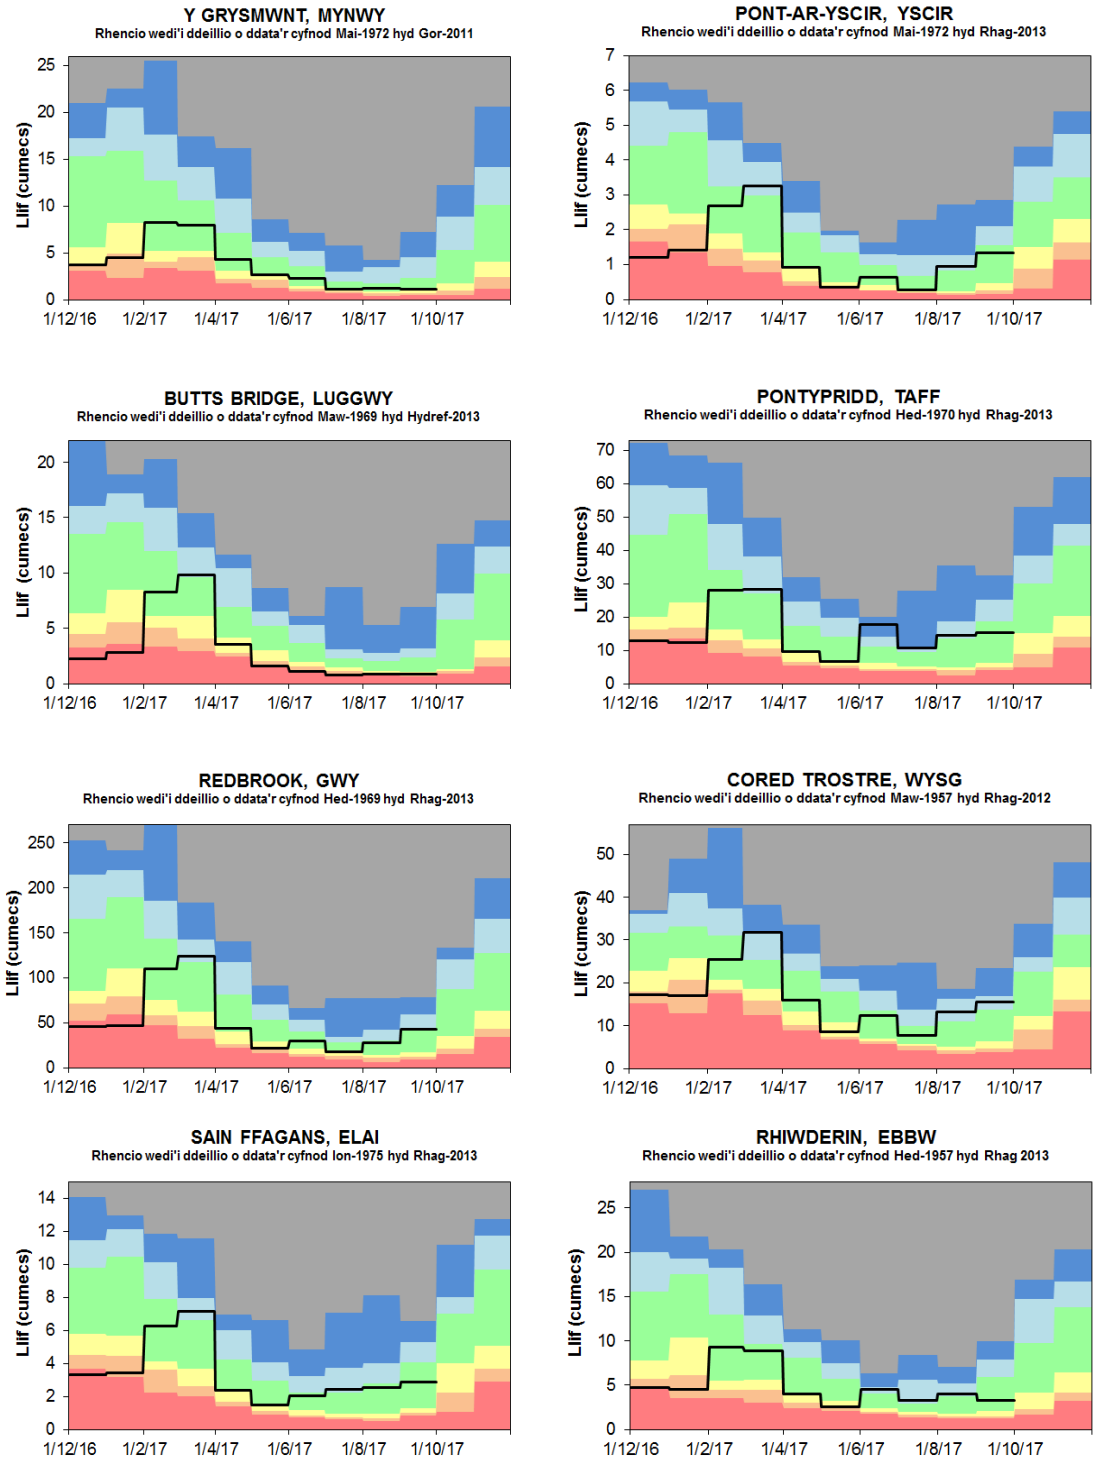 Y GRYSMWNT, MYNWY
Rhencio wedi'i ddeillio o ddata'r cyfnod Mai-1972 hyd Gor-2011
Llif (cumecs)
25
20
15
10
5
0
1/12/16 1/2/17 1/4/17 1/6/17 1/8/17 1/10/17
PONT-AR-YSCIR, YSCIR
Rhencio wedi'i ddeillio o ddata'r cyfnod Mai-1972 hyd Rhag-2013
Llif (cumecs)
7
6
5
4
3
2
1
0
1/12/16 1/2/17 1/4/17 1/6/17 1/8/17 1/10/17
BUTTS BRIDGE, LUGGWY
Rhencio wedi'i ddeillio o ddata'r cyfnod Maw-1969 hyd Hydref-2013
Llif (cumecs)
20
15
10
5
0
1/12/16 1/2/17 1/4/17 1/6/17 1/8/17 1/10/17
PONTYPRIDD, TAFF
Rhencio wedi'i ddeillio o ddata'r cyfnod Hed-1970 hyd Rhag-2013
Llif (cumecs)
70
60
50
40
30
20
10
0
1/12/16 1/2/17 1/4/17 1/6/17 1/8/17 1/10/17
REDBROOK, GWY
Rhencio wedi'i ddeillio o ddata'r cyfnod Hed-1969 hyd Rhag-2013
Llif (cumecs)
250
200
150
100
50
0
1/12/16 1/2/17 1/4/17 1/6/17 1/8/17 1/10/17
CORED TROSTRE, WYSG
Rhencio wedi'i ddeillio o ddata'r cyfnod Maw-1957 hyd Rhag-2012
Llif (cumecs)
50
40
30
20
10
0
1/12/16 1/2/17 1/4/17 1/6/17 1/8/17 1/10/17
SAIN FFAGANS, ELAI
Rhencio wedi'i ddeillio o ddata'r cyfnod Ion-1975 hyd Rhag-2013
Llif (cumecs)
14
12
10
8
6
4
2
0
1/12/16 1/2/17 1/4/17 1/6/17 1/8/17 1/10/17
RHIWDERIN, EBBW
Rhencio wedi'i ddeillio o ddata'r cyfnod Hed-1957 hyd Rhag 2013
Llif (cumecs)
25
20
15
10
5
0
1/12/16 1/2/17 1/4/17 1/6/17 1/8/17 1/10/17